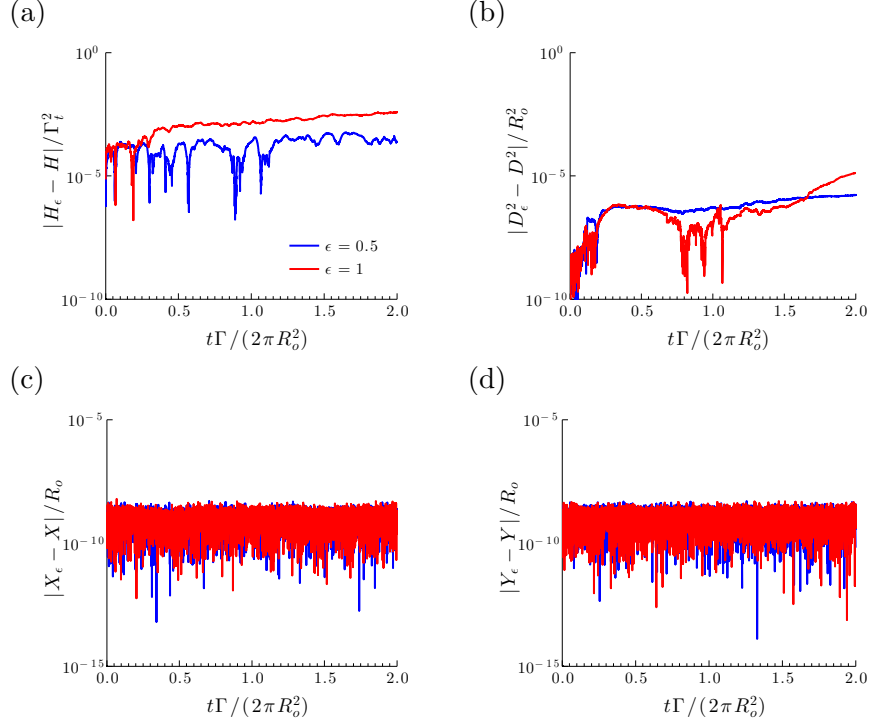 (a)
10^0
10^{-5}
10^{-10}
|H_ϵ − H|/Γ_t^2
ϵ = 0.5
ϵ = 1
0.0 0.5 1.0 1.5 2.0
tΓ/(2πR_o^2)
(b)
10^0
10^{-5}
10^{-10}
|D_ϵ^2 − D^2|/R_o^2
0.0 0.5 1.0 1.5 2.0
tΓ/(2πR_o^2)
(c)
10^{-5}
10^{-10}
10^{-15}
|X_ϵ − X|/R_o
0.0 0.5 1.0 1.5 2.0
tΓ/(2πR_o^2)
(d)
10^{-5}
10^{-10}
10^{-15}
|Y_ϵ − Y|/R_o
0.0 0.5 1.0 1.5 2.0
tΓ/(2πR_o^2)